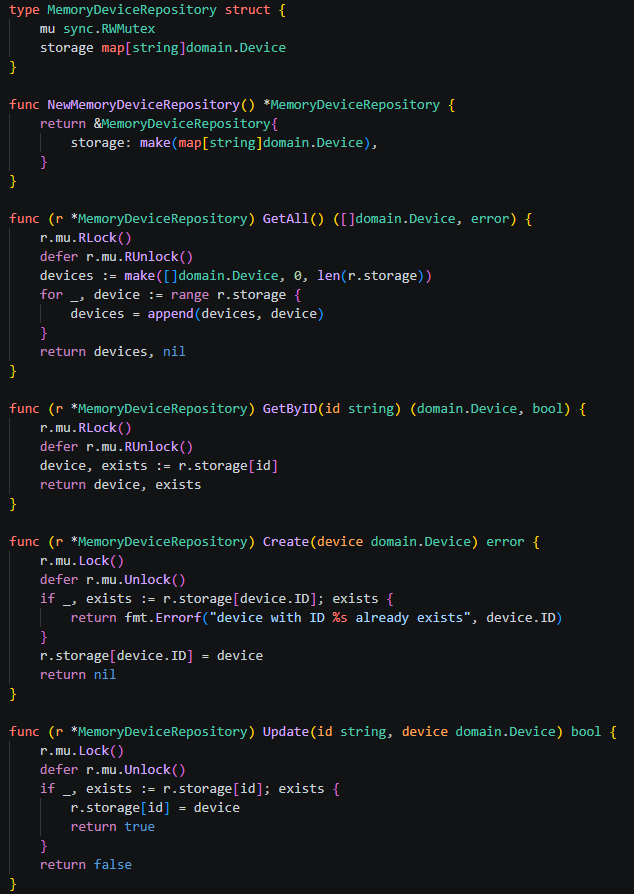 type MemoryDeviceRepository struct {
    mu sync.RWMutex
    storage map[string]domain.Device
}

func NewMemoryDeviceRepository() *MemoryDeviceRepository {
    return &MemoryDeviceRepository{
        storage: make(map[string]domain.Device),
    }
}

func (r *MemoryDeviceRepository) GetAll() ([]domain.Device, error) {
    r.mu.RLock()
    defer r.mu.RUnlock()
    devices := make([]domain.Device, 0, len(r.storage))
    for _, device := range r.storage {
        devices = append(devices, device)
    }
    return devices, nil
}

func (r *MemoryDeviceRepository) GetByID(id string) (domain.Device, bool) {
    r.mu.RLock()
    defer r.mu.RUnlock()
    device, exists := r.storage[id]
    return device, exists
}

func (r *MemoryDeviceRepository) Create(device domain.Device) error {
    r.mu.Lock()
    defer r.mu.Unlock()
    if _, exists := r.storage[device.ID]; exists {
        return fmt.Errorf("device with ID %s already exists", device.ID)
    }
    r.storage[device.ID] = device
    return nil
}

func (r *MemoryDeviceRepository) Update(id string, device domain.Device) bool {
    r.mu.Lock()
    defer r.mu.Unlock()
    if _, exists := r.storage[id]; exists {
        r.storage[id] = device
        return true
    }
    return false
}